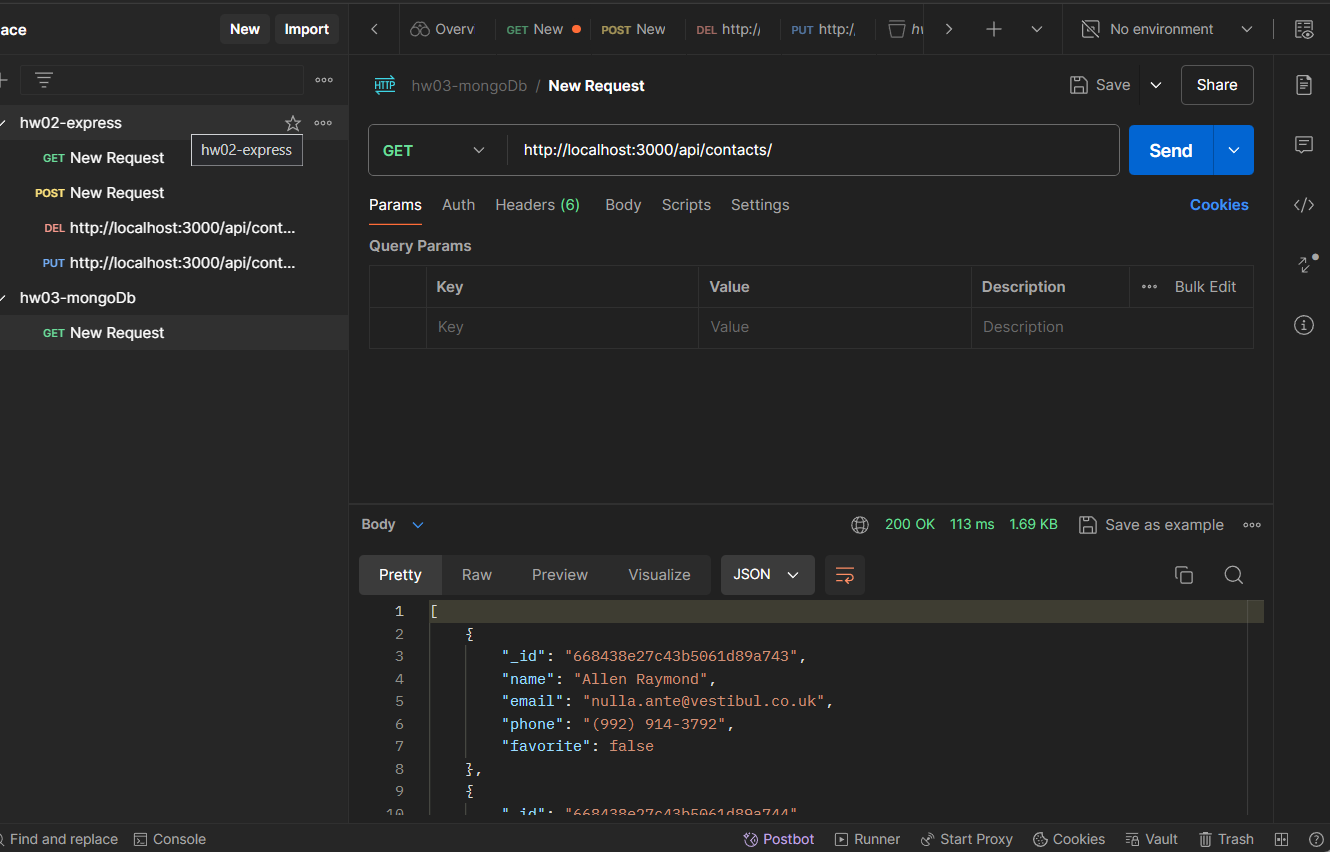 ace
New
Import
Overv
GET New
POST New
DEL http:/
PUT http:/
No environment
hw02-express
hw02-express
GET New Request
POST New Request
DEL http://localhost:3000/api/cont...
PUT http://localhost:3000/api/cont...
hw03-mongoDb
GET New Request
HTTP
hw03-mongoDb / New Request
Save
Share
GET
http://localhost:3000/api/contacts/
Send
Params Auth Headers (6) Body Scripts Settings
Cookies
Query Params
Key Value Description ••• Bulk Edit
Key Value Description
Body
200 OK 113 ms 1.69 KB
Save as example
Pretty Raw Preview Visualize
JSON
1 [
2 {
3 "_id": "668438e27c43b5061d89a743",
4 "name": "Allen Raymond",
5 "email": "nulla.ante@vestibul.co.uk",
6 "phone": "(992) 914-3792",
7 "favorite": false
8 },
9 {
10 "_id": "668438e27c43b5061d89a744"
Find and replace Console
Postbot Runner Start Proxy Cookies Vault Trash